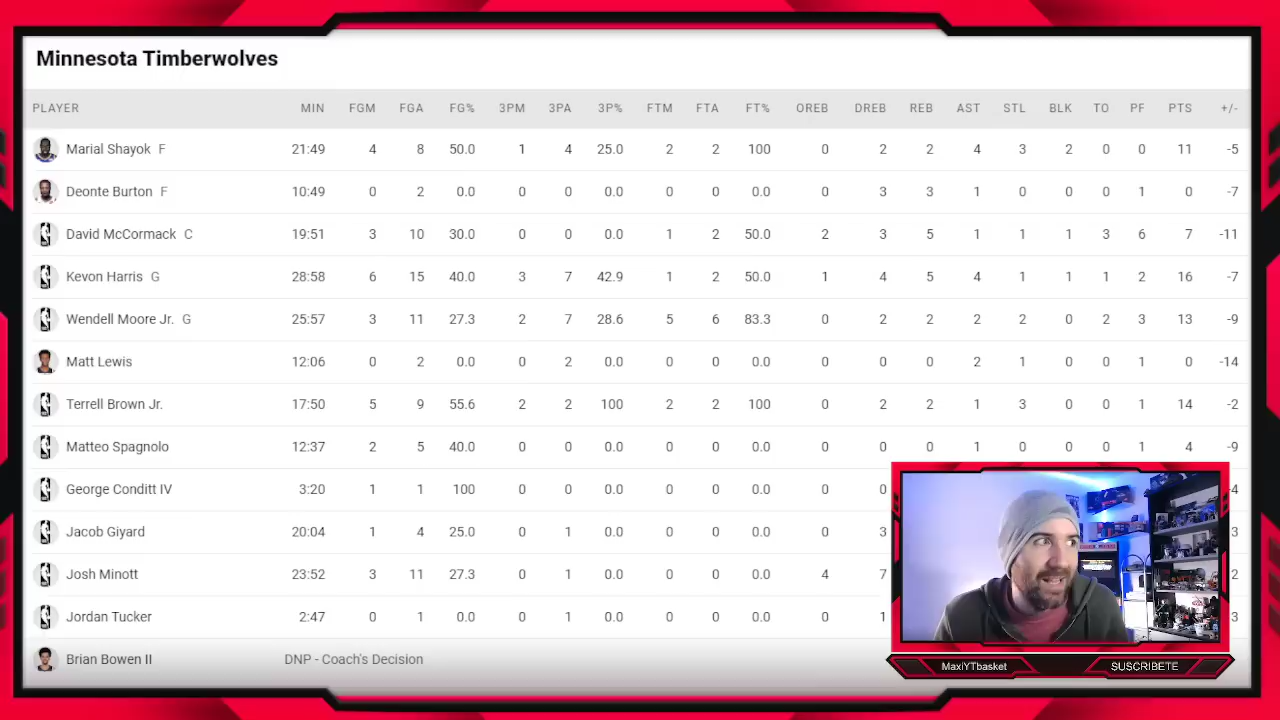 Minnesota Timberwolves
PLAYER MIN FGM FGA FG% 3PM 3PA 3P% FTM FTA FT% OREB DREB REB AST STL BLK TO PF PTS +/-
Marial Shayok F 21:49 4 8 50.0 1 4 25.0 2 2 100 0 2 2 4 3 2 0 0 11 -5
Deonte Burton F 10:49 0 2 0.0 0 0 0.0 0 0 0.0 0 3 3 1 0 0 0 1 0 -7
David McCormack C 19:51 3 10 30.0 0 0 0.0 1 2 50.0 2 3 5 1 1 1 3 6 7 -11
Kevon Harris G 28:58 6 15 40.0 3 7 42.9 1 2 50.0 1 4 5 4 1 1 1 2 16 -7
Wendell Moore Jr. G 25:57 3 11 27.3 2 7 28.6 5 6 83.3 0 2 2 2 2 0 2 3 13 -9
Matt Lewis 12:06 0 2 0.0 0 2 0.0 0 0 0.0 0 0 0 2 1 0 0 1 0 -14
Terrell Brown Jr. 17:50 5 9 55.6 2 2 100 2 2 100 0 2 2 1 3 0 0 1 14 -2
Matteo Spagnolo 12:37 2 5 40.0 0 0 0.0 0 0 0.0 0 0 0 1 0 0 0 1 4 -9
George Conditt IV 3:20 1 1 100 0 0 0.0 0 0 0.0 0 0 4
Jacob Giyard 20:04 1 4 25.0 0 1 0.0 0 0 0.0 0 3 3
Josh Minott 23:52 3 11 27.3 0 1 0.0 0 0 0.0 4 7 2
Jordan Tucker 2:47 0 1 0.0 0 1 0.0 0 0 0.0 0 1 3
Brian Bowen II DNP - Coach's Decision
MaxiYTbasket SUSCRIBETE